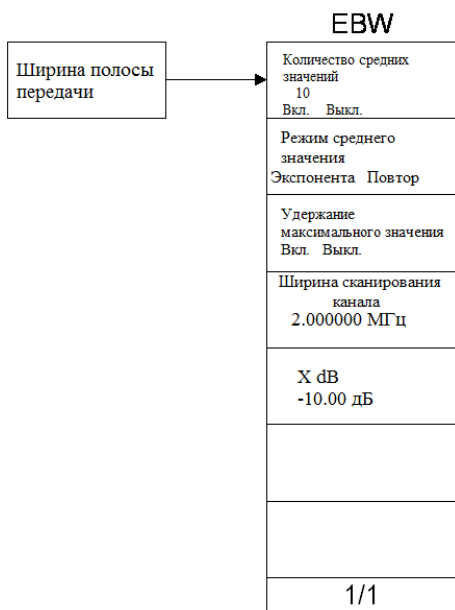 EBW
Ширина полосы
передачи
Количество средних
значений
10
Вкл. Выкл.
Режим среднего
значения
Экспонента Повтор
Удержание
максимального значения
Вкл. Выкл.
Ширина сканирования
канала
2.000000 МГц
X dB
-10.00 дБ
1/1